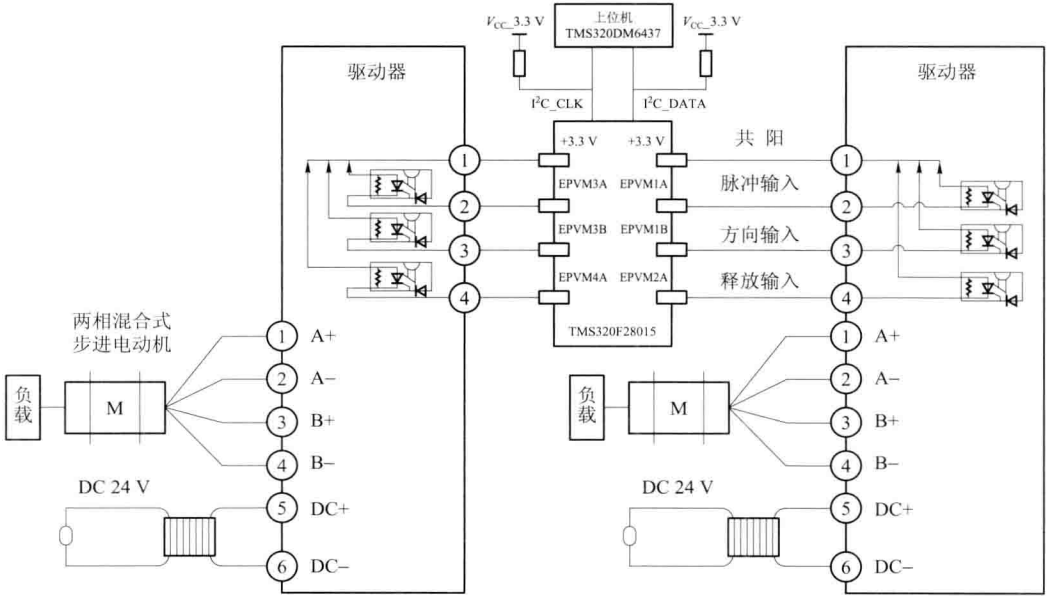 上位机
TMS320DM6437
VCC_3.3 V
VCC_3.3 V
I²C_CLK
I²C_DATA
驱动器
1
2
3
4
两相混合式
步进电动机
负载
M
1 A+
2 A−
3 B+
4 B−
DC 24 V
5 DC+
6 DC−
+3.3 V +3.3 V
EPVM3A EPVM1A
EPVM3B EPVM1B
EPVM4A EPVM2A
TMS320F28015
共 阳
脉冲输入
方向输入
释放输入
驱动器
1
2
3
4
负载
M
1 A+
2 A−
3 B+
4 B−
DC 24 V
5 DC+
6 DC−